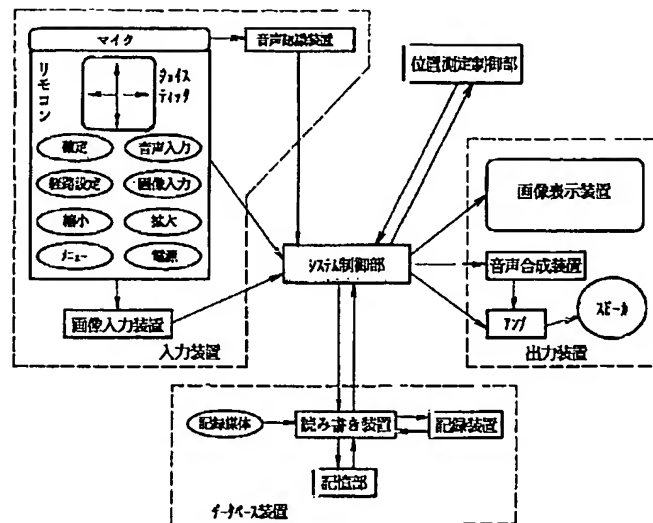 マイク
音声認識装置
リモコン
ジョイス
ティック
位置測定制御部
確定
音声入力
経路設定
画像入力
縮小
拡大
メニュー
電源
画像表示装置
システム制御部
音声合成装置
画像入力装置
入力装置
アンプ
スピーカ
出力装置
記録媒体
読み書き装置
記録装置
記憶部
データベース装置